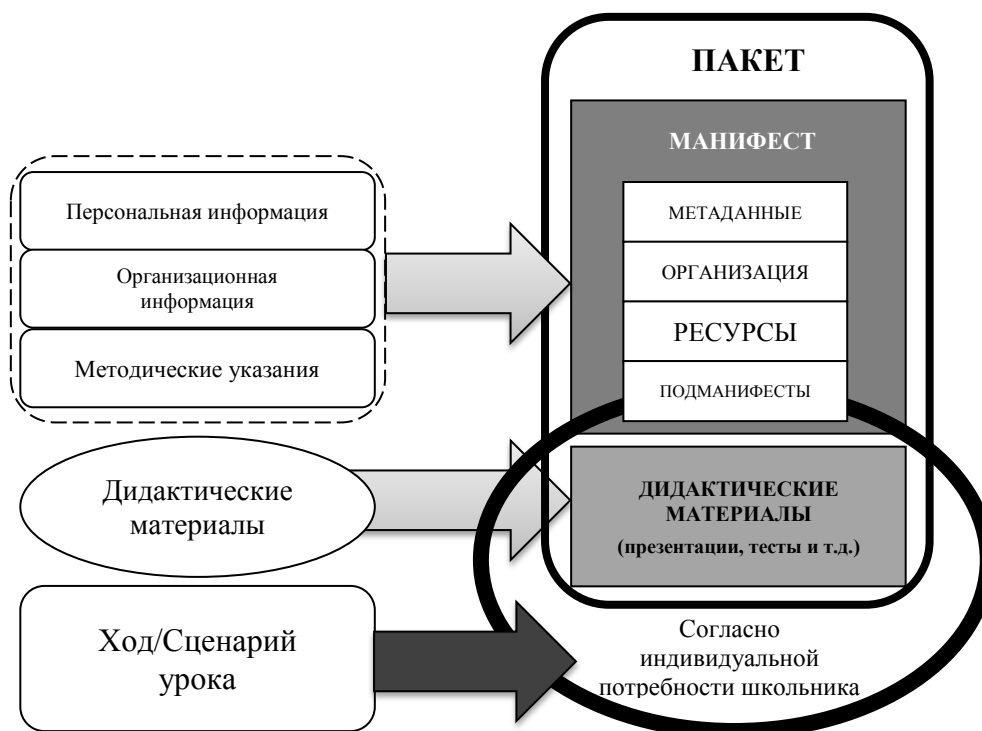 ПАКЕТ
МАНИФЕСТ
МЕТАДАННЫЕ
ОРГАНИЗАЦИЯ
РЕСУРСЫ
ПОДМАНИФЕСТЫ
Персональная информация
Организационная
информация
Методические указания
Дидактические
материалы
ДИДАКТИЧЕСКИЕ
МАТЕРИАЛЫ
(презентации, тесты и т.д.)
Ход/Сценарий
урока
Согласно
индивидуальной
потребности школьника